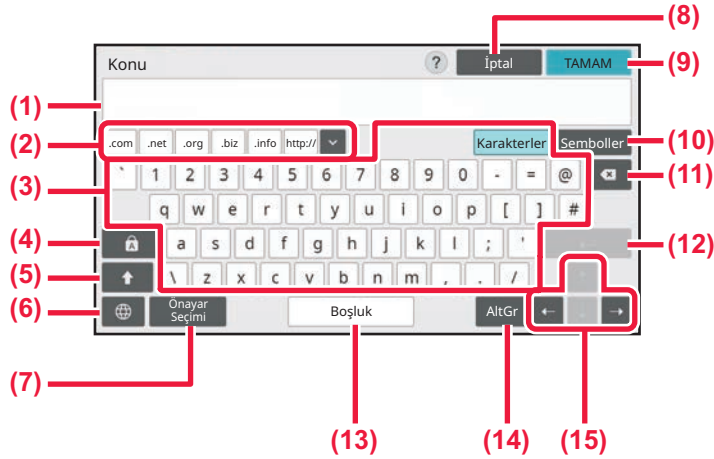 (8)
Konu ? İptal TAMAM (9)
(1)
(2) .com .net .org .biz .info http:// Karakterler Semboller (10)
(3) ` 1 2 3 4 5 6 7 8 9 0 - = @ (11)
q w e r t y u i o p [ ] #
(4) A a s d f g h j k l ; ' (12)
(5) \ z x c v b n m , . /
(6) Önayar
Seçimi Boşluk AltGr ← →
(7) (13) (14) (15)